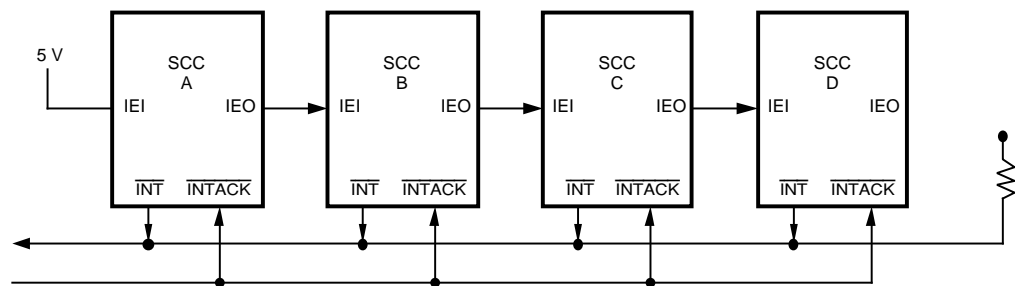 5 V
SCC
A
IEI
IEO
INT
INTACK
SCC
B
IEI
IEO
INT
INTACK
SCC
C
IEI
IEO
INT
INTACK
SCC
D
IEI
IEO
INT
INTACK